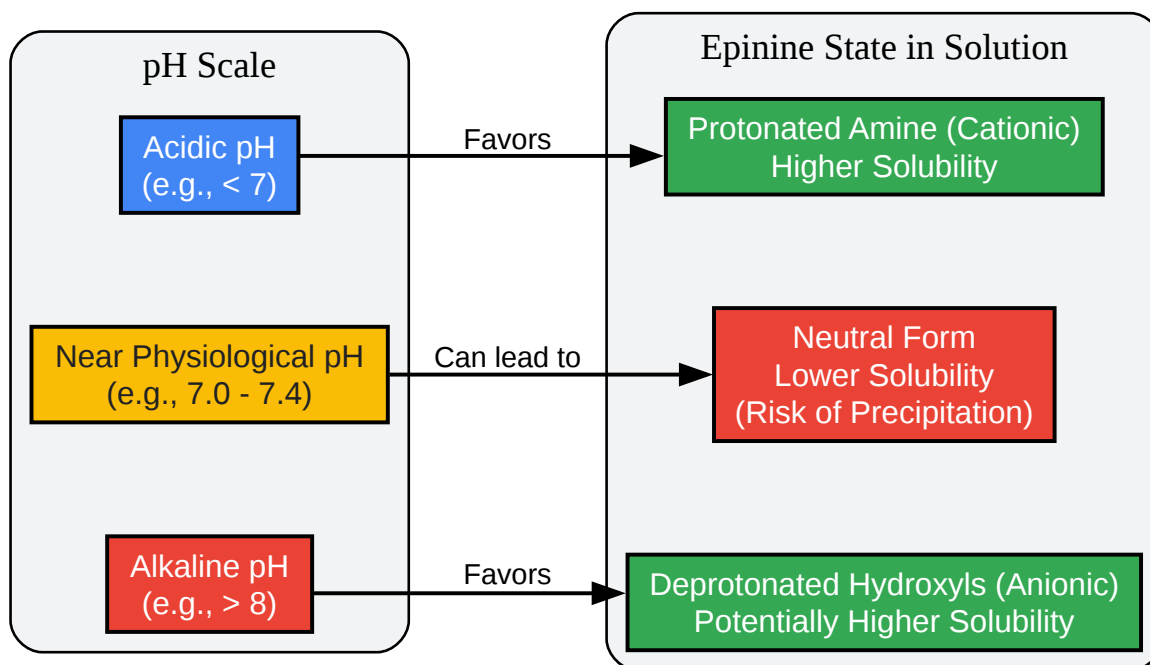 pH Scale
Epinine State in Solution
Acidic pH
(e.g., < 7)
Favors
Protonated Amine (Cationic)
Higher Solubility
Near Physiological pH
(e.g., 7.0 - 7.4)
Can lead to
Neutral Form
Lower Solubility
(Risk of Precipitation)
Alkaline pH
(e.g., > 8)
Favors
Deprotonated Hydroxyls (Anionic)
Potentially Higher Solubility